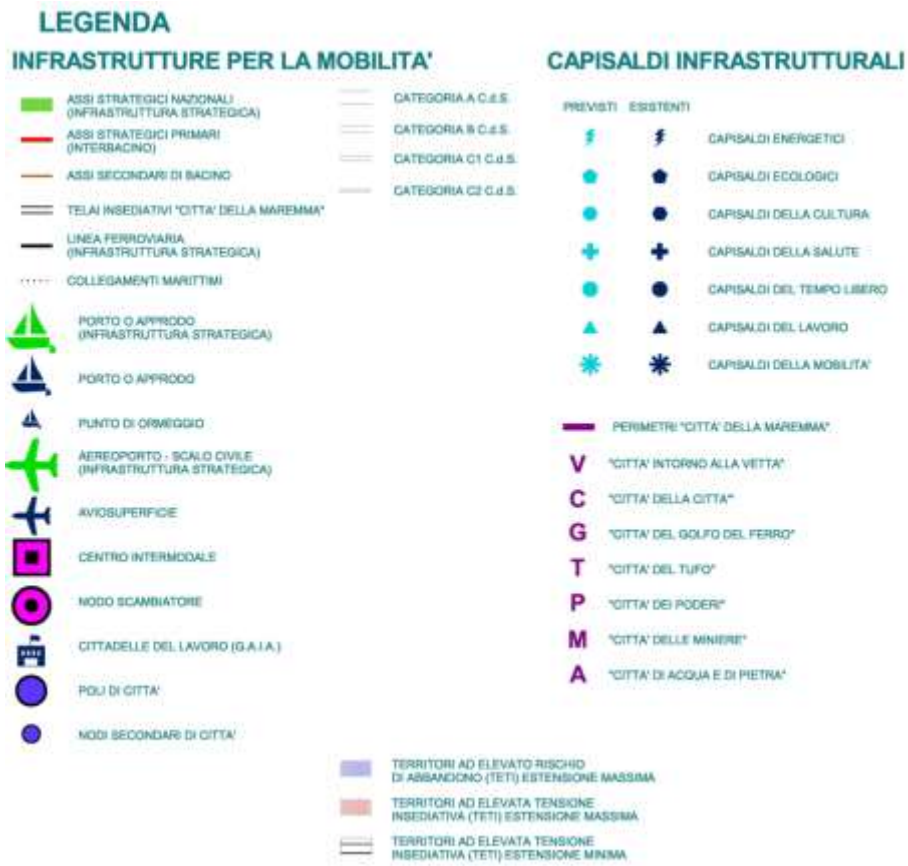 LEGENDA
INFRASTRUTTURE PER LA MOBILITA'
ASSI STRATEGICI NAZIONALI
(INFRASTRUTTURA STRATEGICA)
ASSI STRATEGICI PRIMARI
(INTERBACINO)
ASSI SECONDARI DI BACINO
TELAI INSEDIATIVI "CITTA' DELLA MAREMMA"
LINEA FERROVIARIA
(INFRASTRUTTURA STRATEGICA)
COLLEGAMENTI MARITTIMI
PORTO O APPRODO
(INFRASTRUTTURA STRATEGICA)
PORTO O APPRODO
PUNTO DI ORMEGGIO
AEREOPORTO - SCALO CIVILE
(INFRASTRUTTURA STRATEGICA)
AVIOSUPERFICIE
CENTRO INTERMODALE
NODO SCAMBIATORE
CITTADELLE DEL LAVORO (G.A.I.A.)
POLI DI CITTA'
NODI SECONDARI DI CITTA'
CATEGORIA A C.d.S.
CATEGORIA B C.d.S.
CATEGORIA C1 C.d.S.
CATEGORIA C2 C.d.S.
CAPISALDI INFRASTRUTTURALI
PREVISTI ESISTENTI
CAPISALDI ENERGETICI
CAPISALDI ECOLOGICI
CAPISALDI DELLA CULTURA
CAPISALDI DELLA SALUTE
CAPISALDI DEL TEMPO LIBERO
CAPISALDI DEL LAVORO
CAPISALDI DELLA MOBILITA'
PERIMETRI "CITTA' DELLA MAREMMA"
V "CITTA' INTORNO ALLA VETTA"
C "CITTA' DELLA CITTA'"
G "CITTA' DEL GOLFO DEL FERRO"
T "CITTA' DEL TUFO"
P "CITTA' DEI PODERI"
M "CITTA' DELLE MINIERE"
A "CITTA' DI ACQUA E DI PIETRA"
TERRITORI AD ELEVATO RISCHIO
DI ABBANDONO (TETI) ESTENSIONE MASSIMA
TERRITORI AD ELEVATA TENSIONE
INSEDIATIVA (TETI) ESTENSIONE MASSIMA
TERRITORI AD ELEVATA TENSIONE
INSEDIATIVA (TETI) ESTENSIONE MINIMA